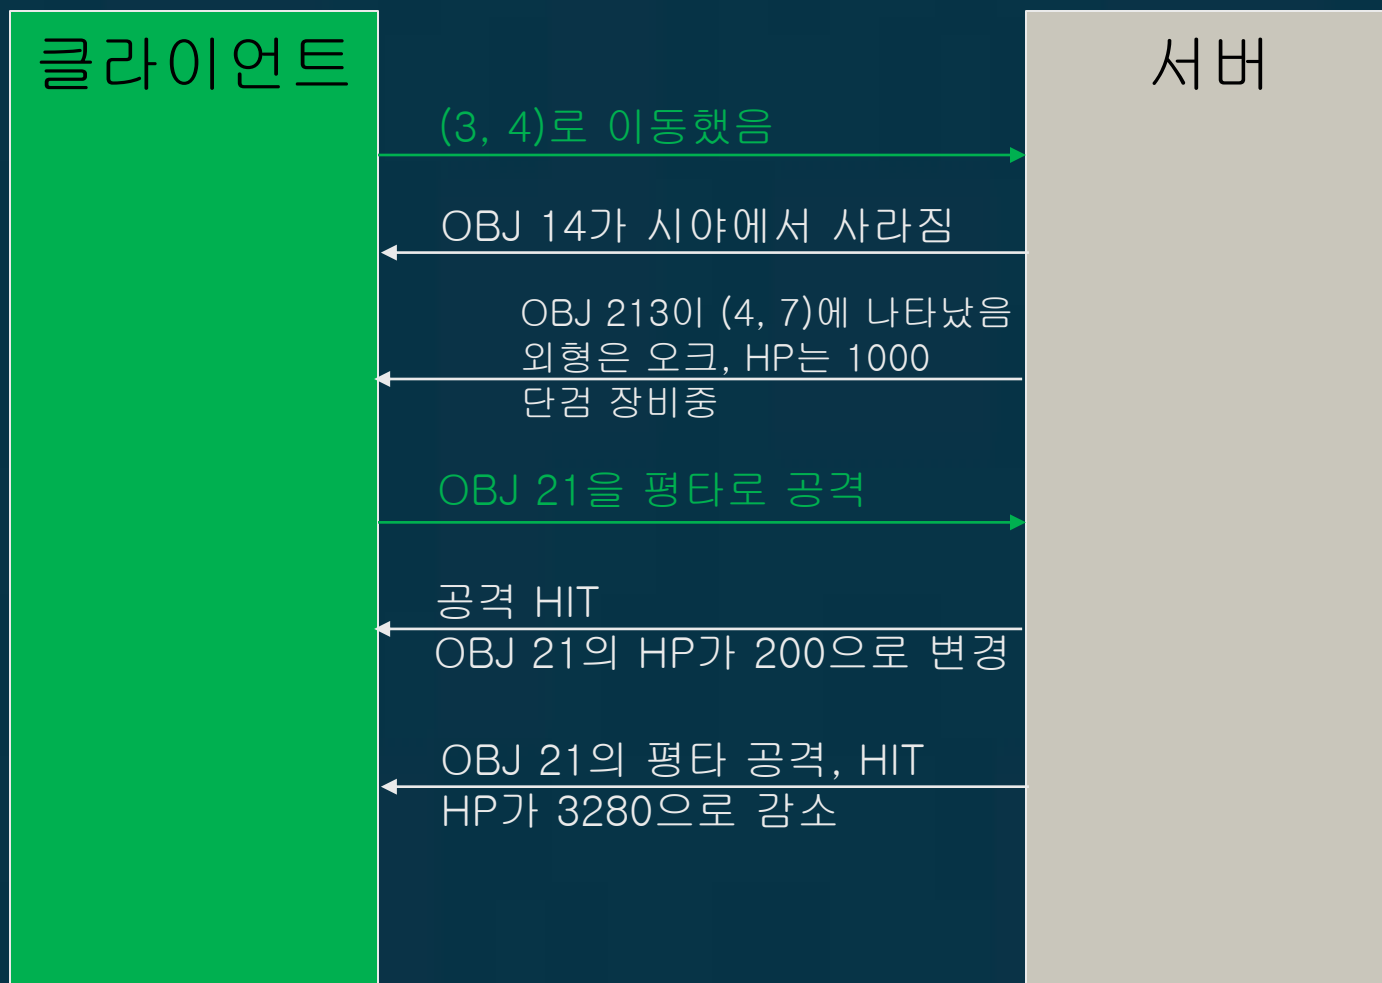 클라이언트
서버
(3, 4)로 이동했음
OBJ 14가 시야에서 사라짐
OBJ 213이 (4, 7)에 나타났음
외형은 오크, HP는 1000
단검 장비중
OBJ 21을 평타로 공격
공격 HIT
OBJ 21의 HP가 200으로 변경
OBJ 21의 평타 공격, HIT
HP가 3280으로 감소